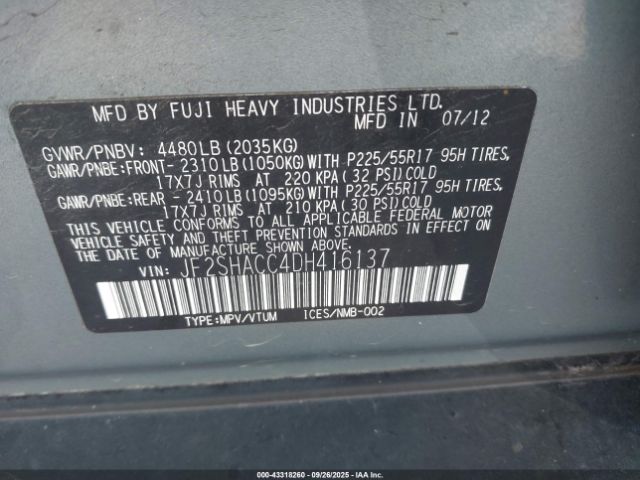 MFD BY FUJI HEAVY INDUSTRIES LTD.
MFD IN 07/12
GVWR/PNBV: 4480LB (2035KG)
GAWR/PNBE:FRONT- 2310LB (1050KG) WITH P225/55R17 95H TIRES,
17X7J RIMS AT 220 KPA (32 PSI) COLD
GAWR/PNBE:REAR - 2410LB (1095KG) WITH P225/55R17 95H TIRES,
17X7J RIMS AT 210 KPA (30 PSI) COLD
THIS VEHICLE CONFORMS TO ALL APPLICABLE FEDERAL MOTOR
VEHICLE SAFETY AND THEFT PREVENTION STANDARDS IN EFFECT ON
THE DATE OF MANUFACTURE SHOWN ABOVE.
VIN: JF2SHACC4DH416137
TYPE:MPV/VTUM ICES/NMB-002
000-43318260 - 09/26/2025 - IAAI.COM